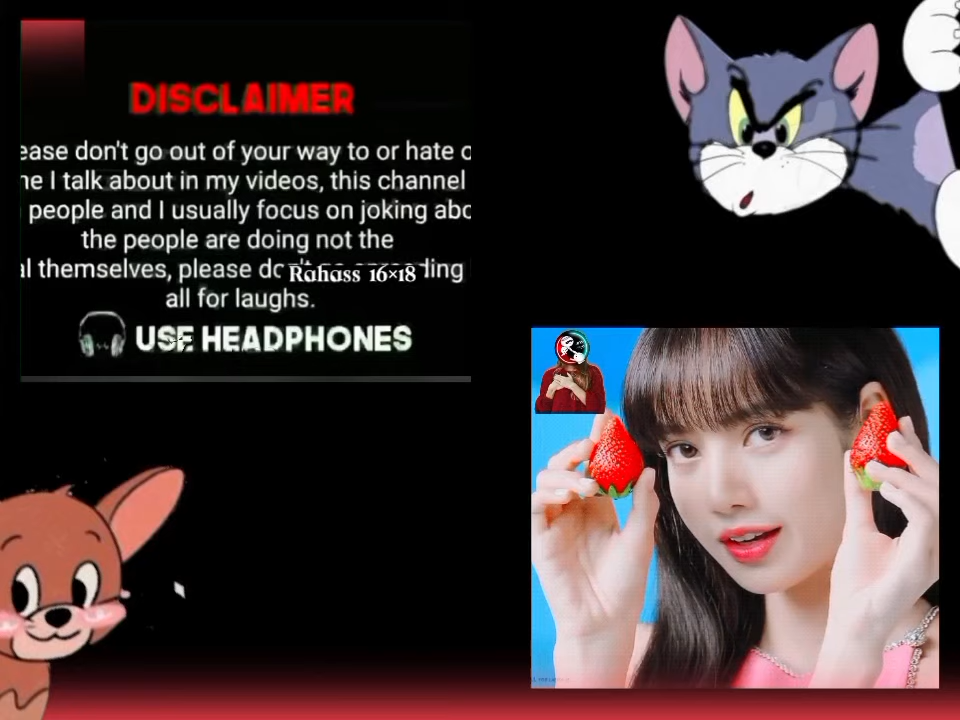 DISCLAIMER
ease don't go out of your way to or hate o
ne I talk about in my videos, this channel
people and I usually focus on joking abo
the people are doing not the
al themselves, please do
Rahass 16×18
ding
all for laughs.
USE HEADPHONES